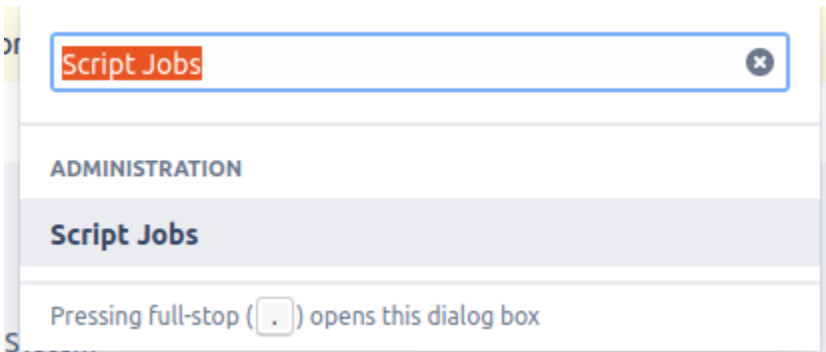 Script Jobs
ADMINISTRATION
Script Jobs
Pressing full-stop ( . ) opens this dialog box